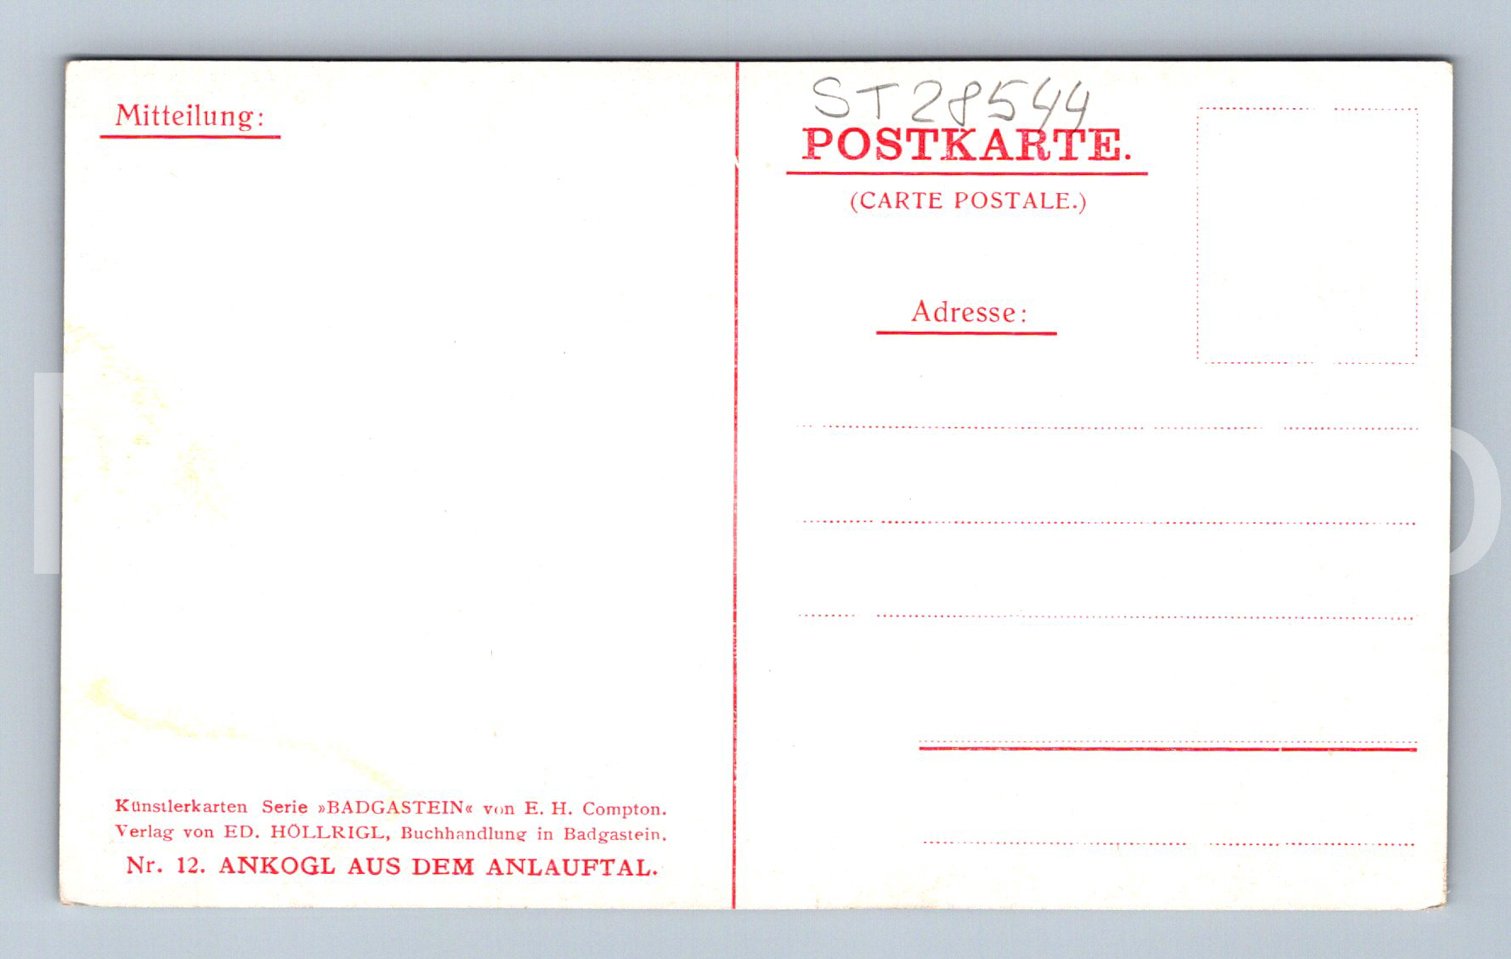 Mitteilung:
ST28544
POSTKARTE.
(CARTE POSTALE.)
Adresse:
Künstlerkarten Serie »BADGASTEIN« von E. H. Compton.
Verlag von ED. HÖLLRIGL, Buchhandlung in Badgastein.
Nr. 12. ANKOGL AUS DEM ANLAUFTAL.